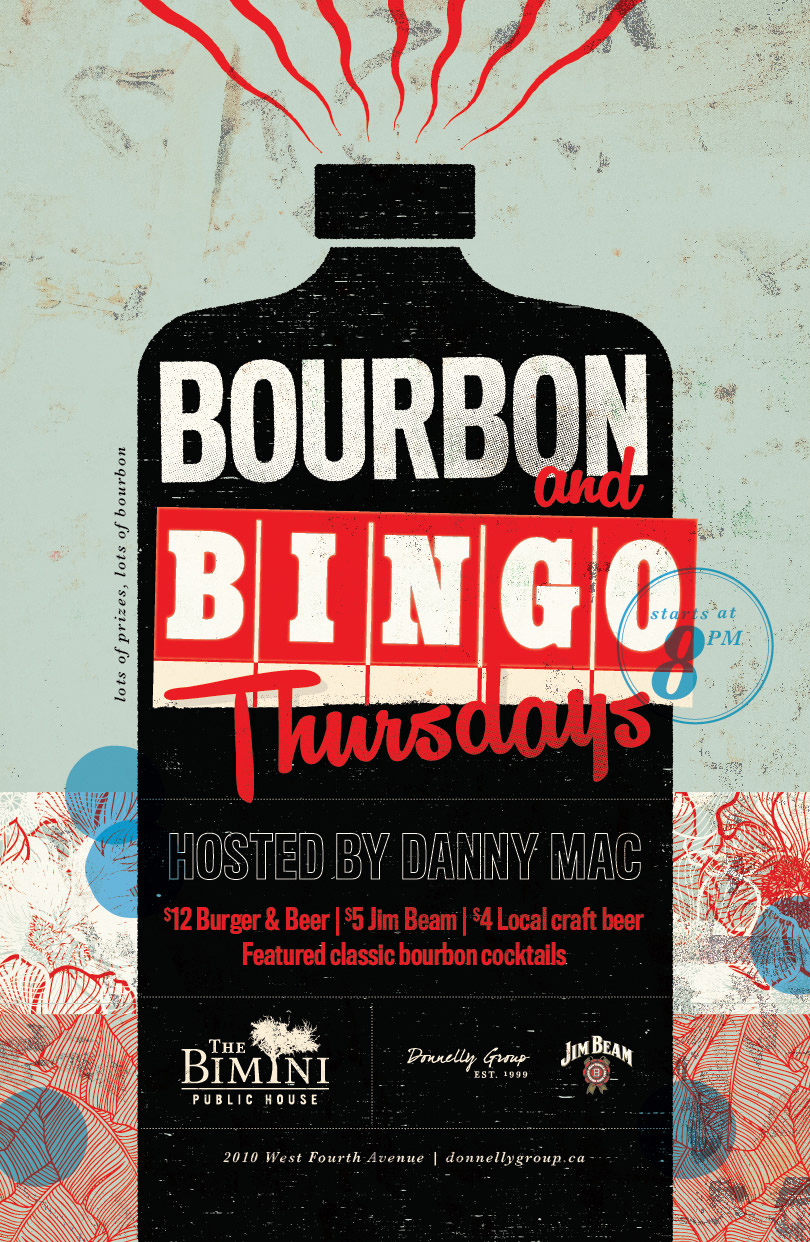 BOURBON
and
BINGO
Thursdays
starts at
8PM
lots of prizes, lots of bourbon
HOSTED BY DANNY MAC
$12 Burger & Beer | $5 Jim Beam | $4 Local craft beer
Featured classic bourbon cocktails
THE
BIMINI
PUBLIC HOUSE
Donnelly Group
EST. 1999
JIM BEAM
B
2010 West Fourth Avenue | donnellygroup.ca